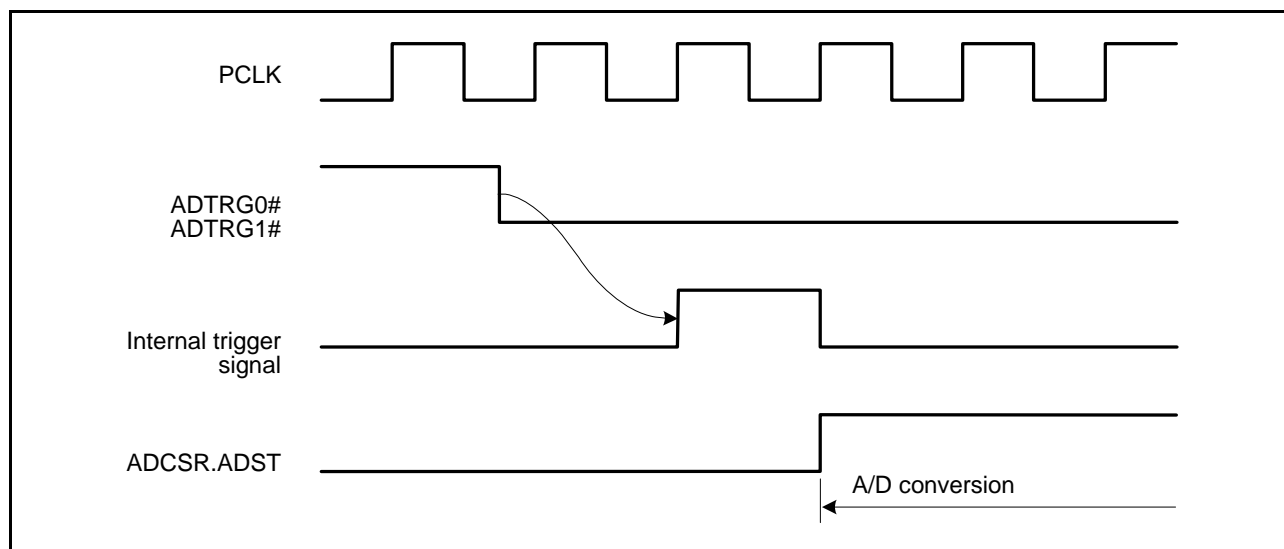 PCLK
ADTRG0#
ADTRG1#
Internal trigger
signal
ADCSR.ADST
A/D conversion